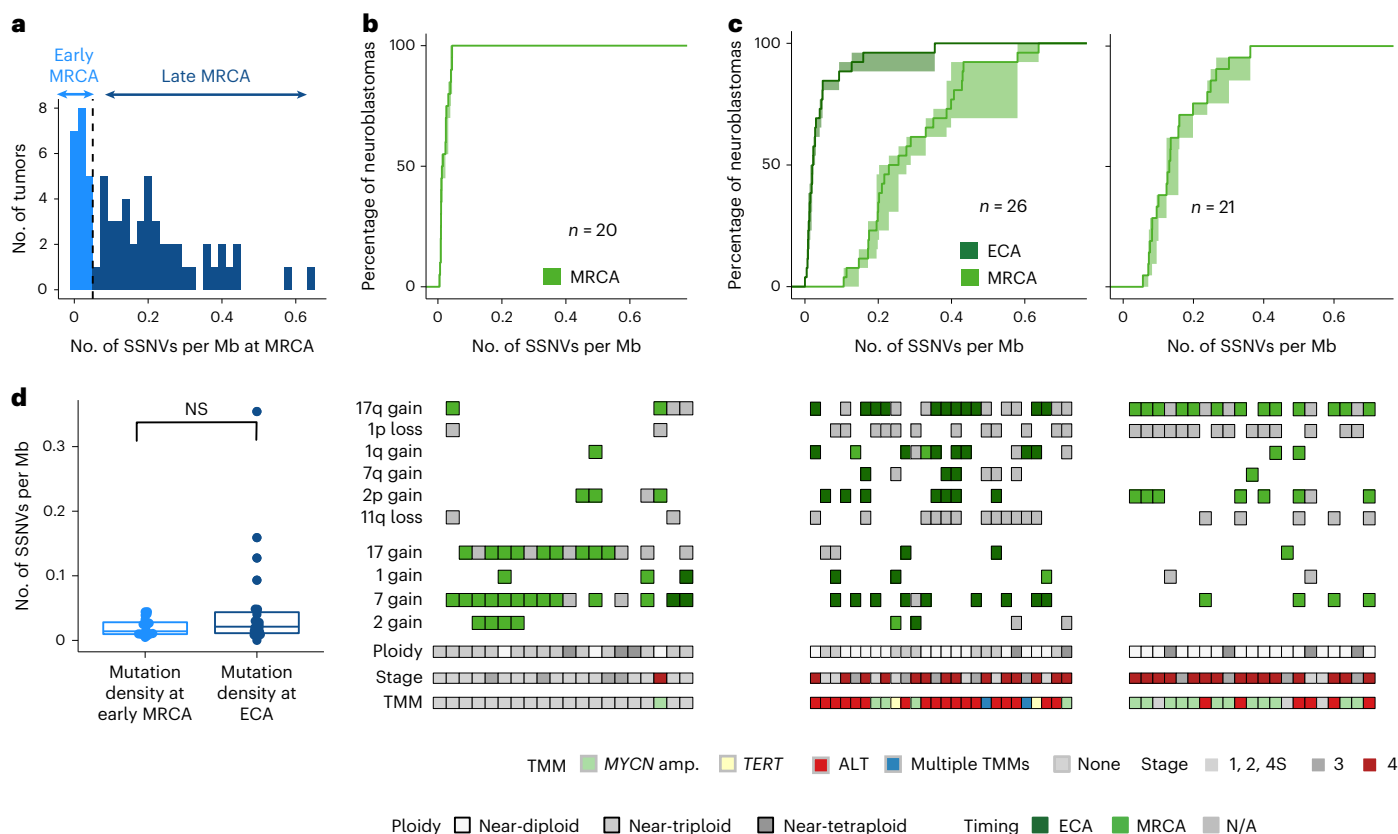 a
Early
MRCA
Late MRCA
No. of tumors
8
6
4
2
0
0
0.2
0.4
0.6
No. of SSNVs per Mb at MRCA
b
Percentage of neuroblastomas
100
50
0
n = 20
MRCA
0
0.2
0.4
0.6
No. of SSNVs per Mb
c
Percentage of neuroblastomas
100
50
0
n = 26
ECA
MRCA
0
0.2
0.4
0.6
No. of SSNVs per Mb
n = 21
0
0.2
0.4
0.6
No. of SSNVs per Mb
d
NS
No. of SSNVs per Mb
0.3
0.2
0.1
0
Mutation
density at
early MRCA
Mutation
density at
ECA
17q gain
1p loss
1q gain
7q gain
2p gain
11q loss
17 gain
1 gain
7 gain
2 gain
Ploidy
Stage
TMM
TMM MYCN amp. TERT ALT Multiple TMMs None Stage 1, 2, 4S 3 4
Ploidy Near-diploid Near-triploid Near-tetraploid Timing ECA MRCA N/A